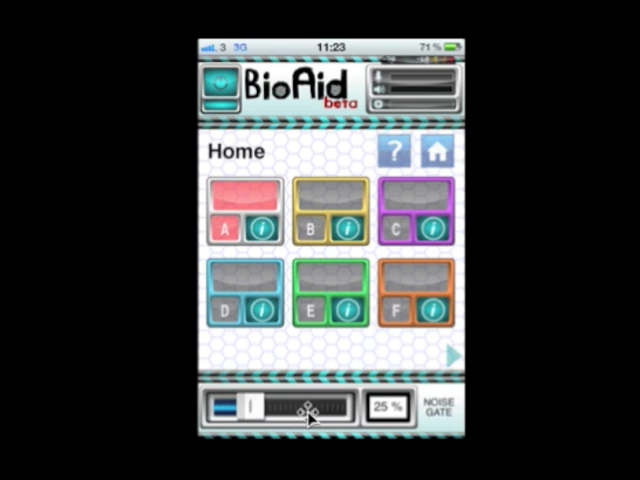 3 3G 11:23 71 %
BioAid
beta
Home ?
A i B i C i
D i E i F i
25 % NOISE
GATE